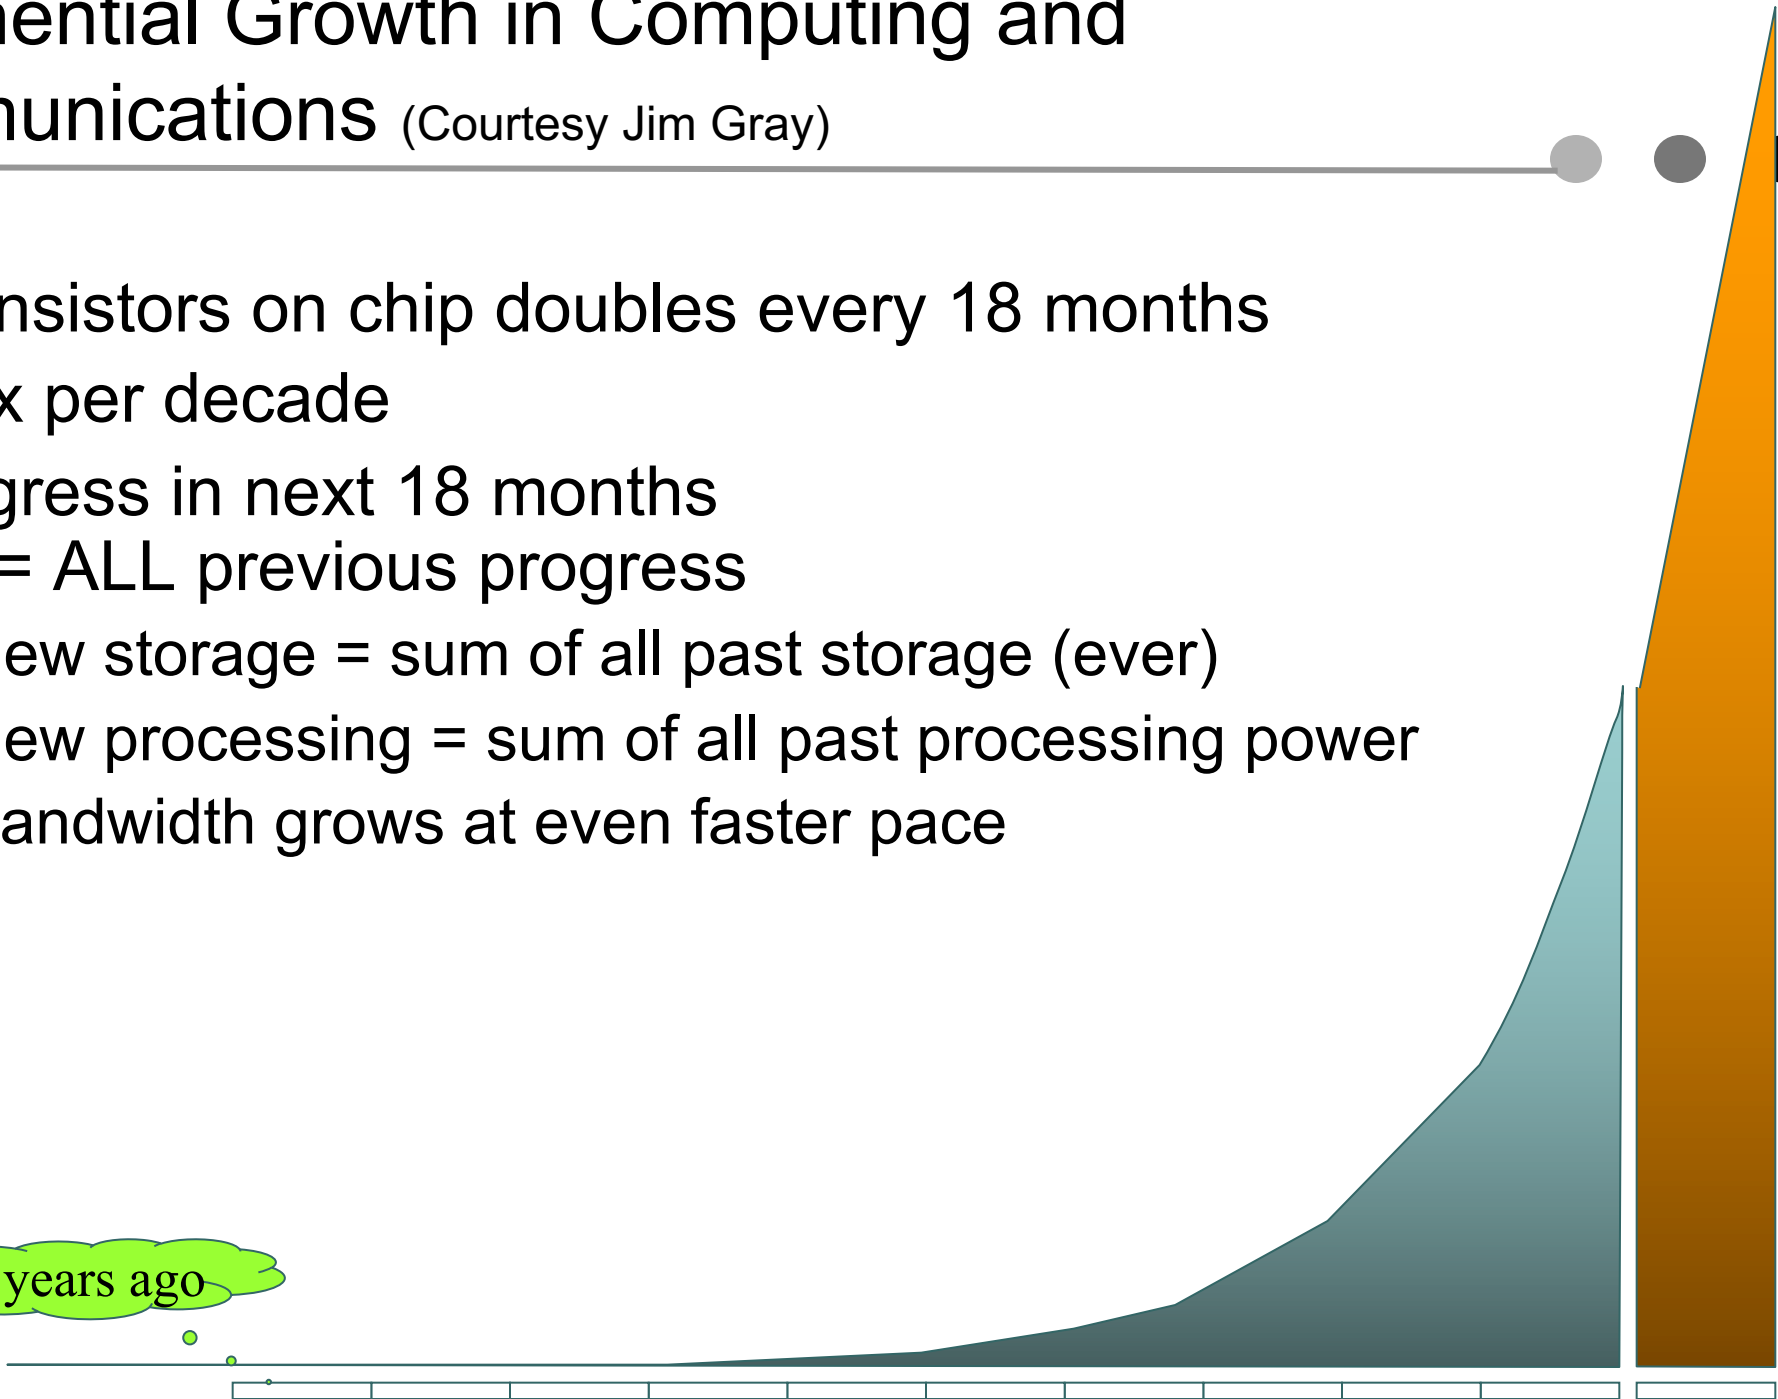 nential Growth in Computing and
nunications (Courtesy Jim Gray)
nsistors on chip doubles every 18 months
x per decade
gress in next 18 months
= ALL previous progress
ew storage = sum of all past storage (ever)
ew processing = sum of all past processing power
andwidth grows at even faster pace
years ago